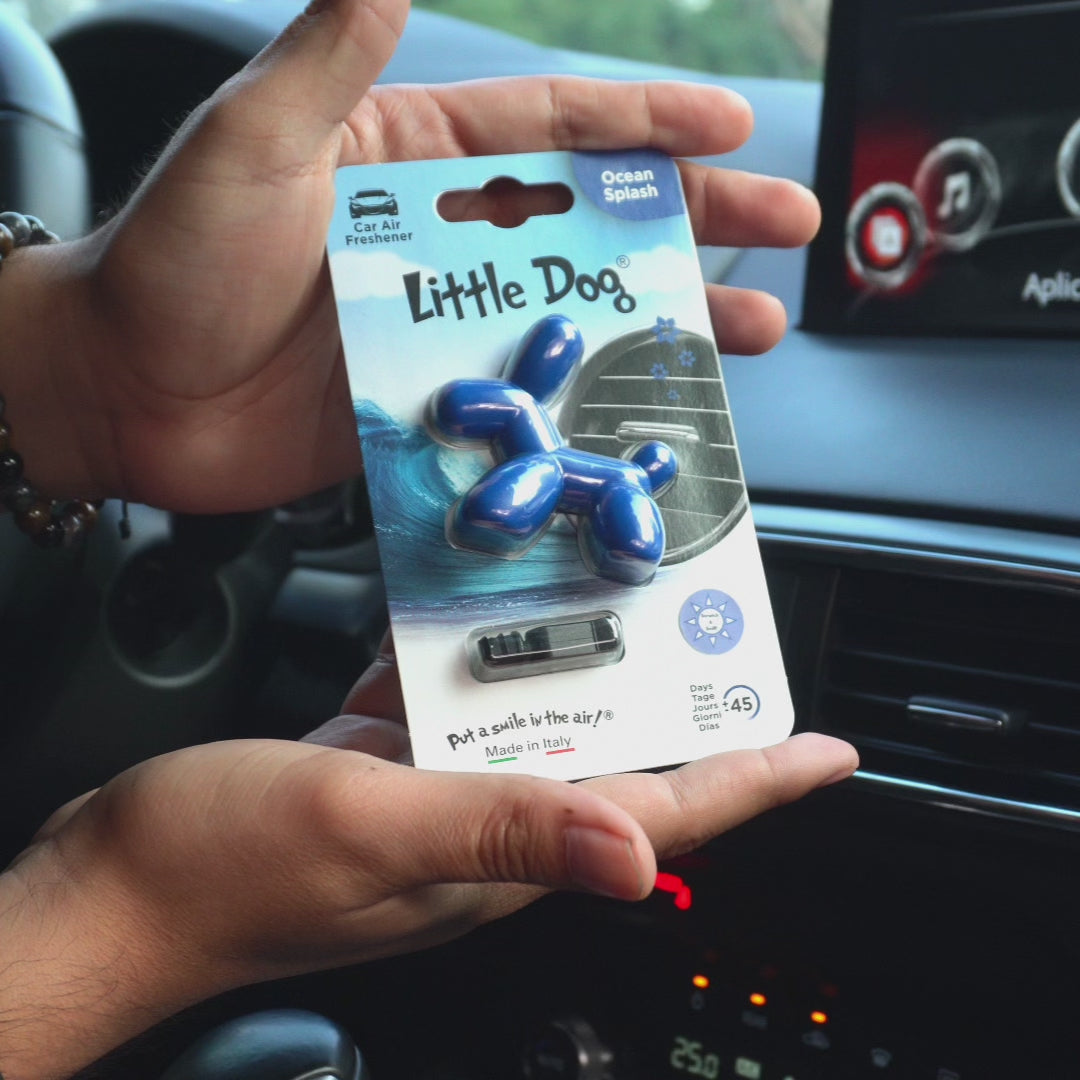 Car Air
Freshener
Ocean
Splash
Little Dog®
Days
Tage
Jours
Giorni
Días
±45
Put a smile in the air!®
Made in Italy
Aplic
25.0